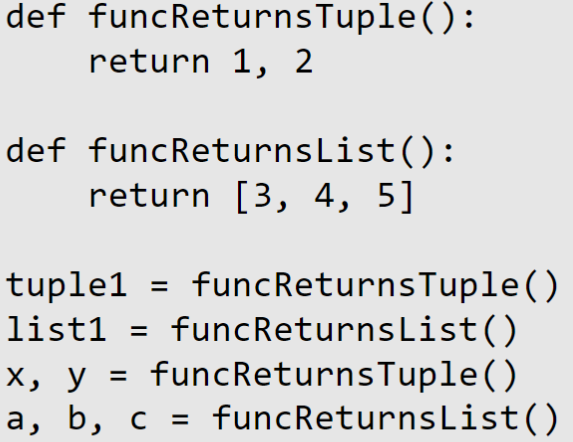 def funcReturnsTuple():
    return 1, 2

def funcReturnsList():
    return [3, 4, 5]

tuple1 = funcReturnsTuple()
list1 = funcReturnsList()
x, y = funcReturnsTuple()
a, b, c = funcReturnsList()